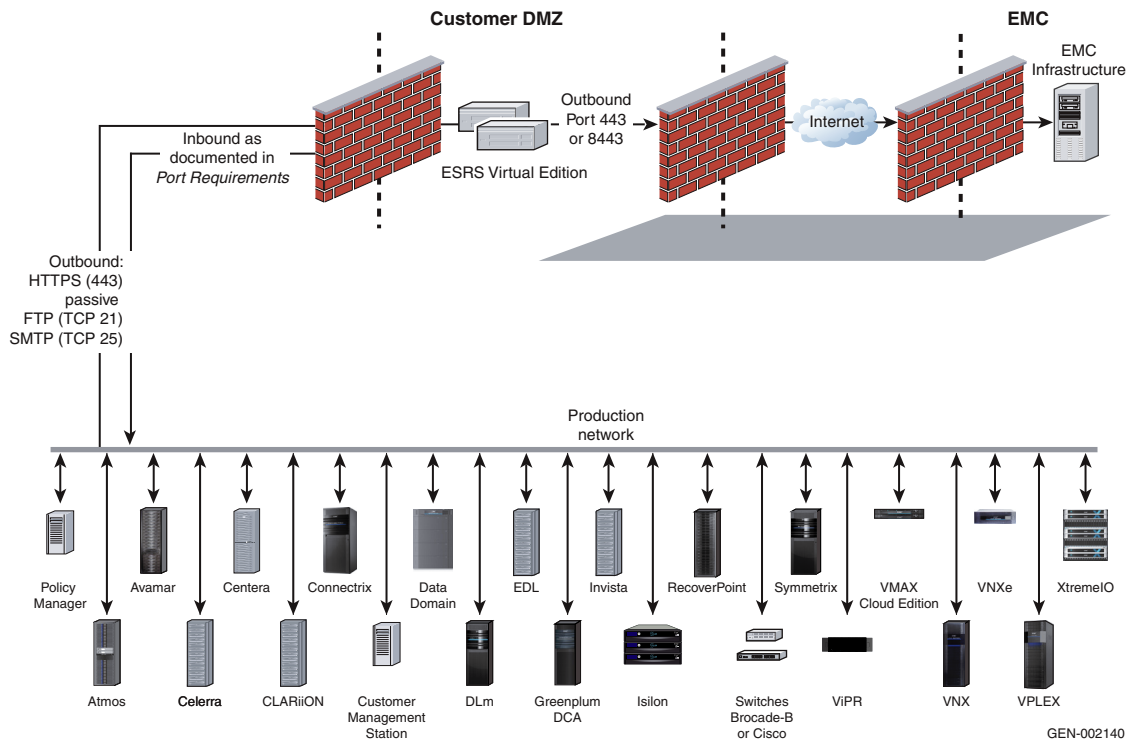 Customer DMZ
EMC
EMC
Infrastructure
Outbound
Port 443
or 8443
Internet
Inbound as
documented in
Port Requirements
ESRS Virtual Edition
Outbound:
HTTPS (443)
passive
FTP (TCP 21)
SMTP (TCP 25)
Production
network
Policy
Manager
Avamar
Centera
Connectrix
Data
Domain
EDL
Invista
RecoverPoint
Symmetrix
VMAX
Cloud Edition
VNXe
XtremeIO
Atmos
Celerra
CLARiiON
Customer
Management
Station
DLm
Greenplum
DCA
Isilon
Switches
Brocade-B
or Cisco
ViPR
VNX
VPLEX
GEN-002140